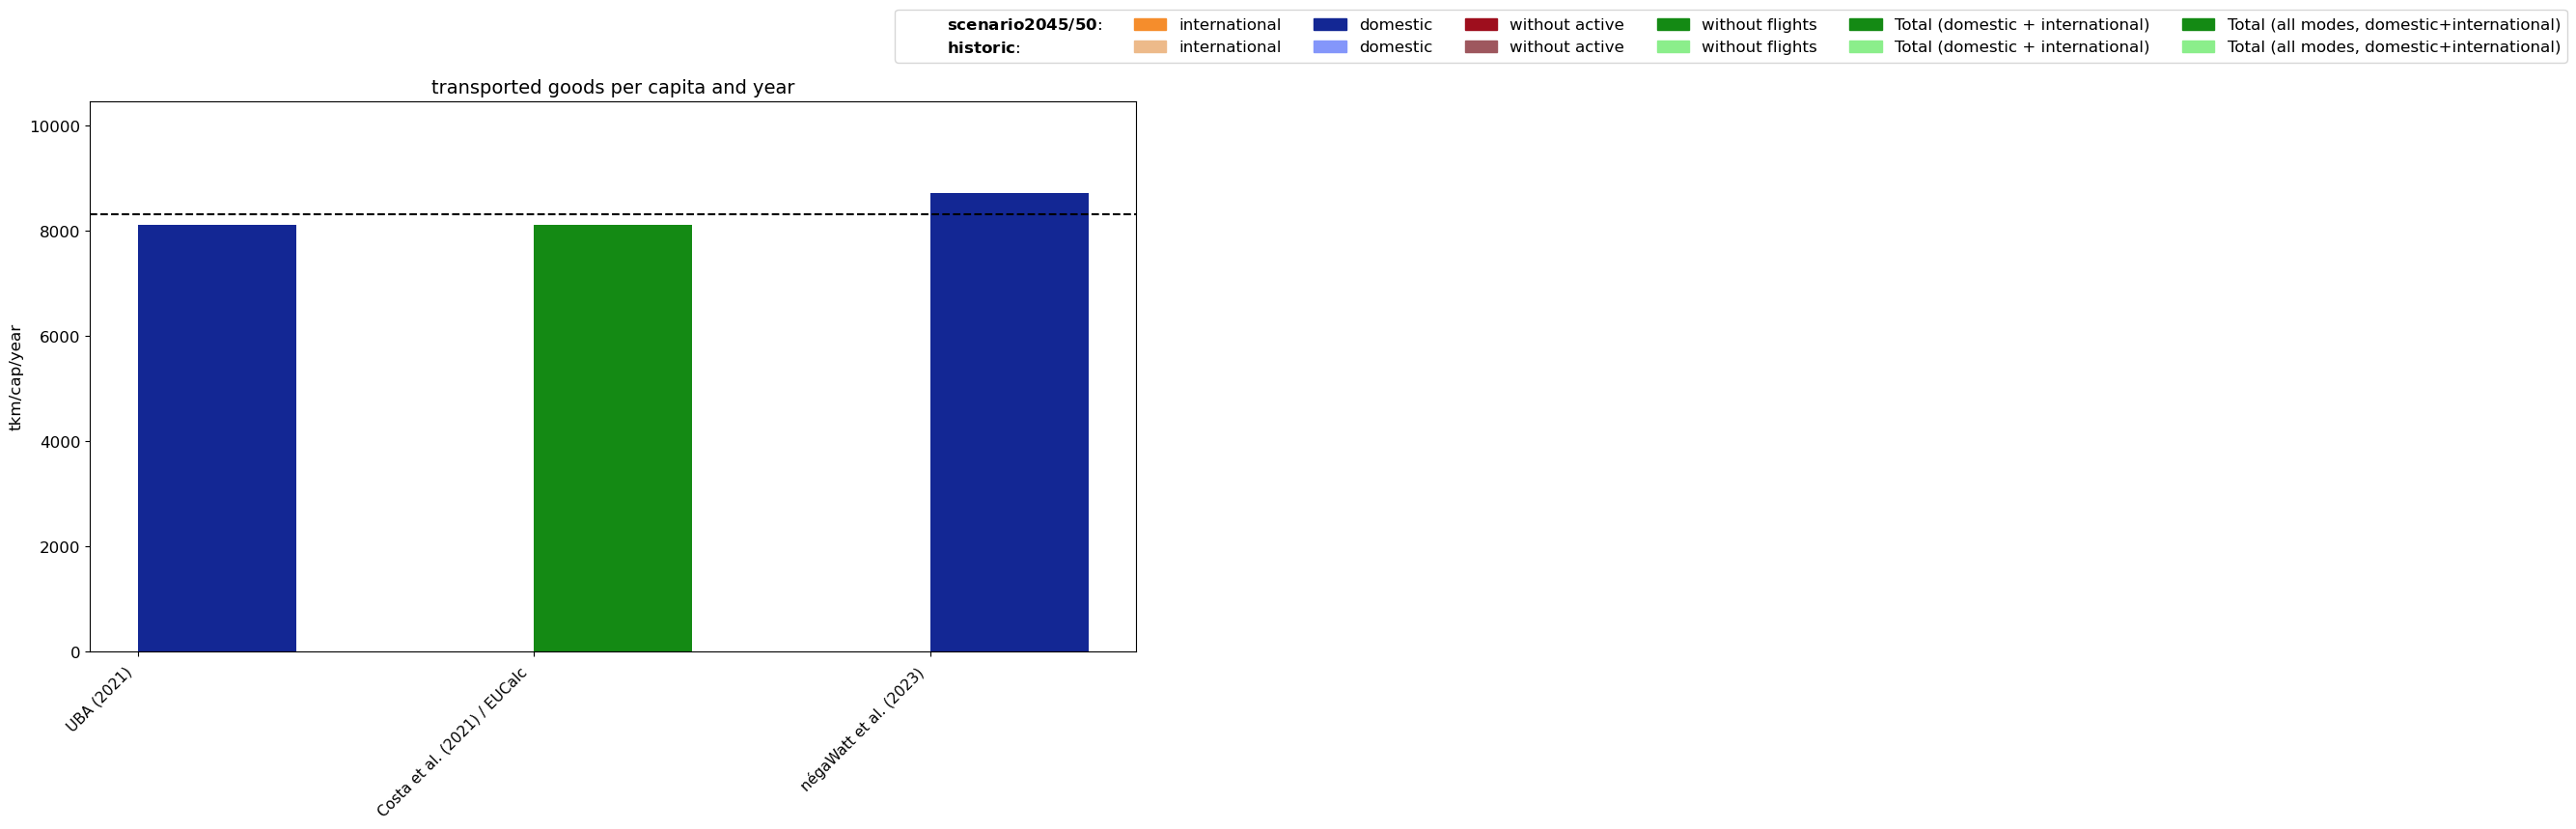 scenario2045/50: international domestic without active without flights Total (domestic + international) Total (all modes, domestic+international)
historic: international domestic without active without flights Total (domestic + international) Total (all modes, domestic+international)
transported goods per capita and year
10000
8000
6000
4000
2000
0
tkm/cap/year
UBA (2021)
Costa et al. (2021) / EUCalc
négaWatt et al. (2023)